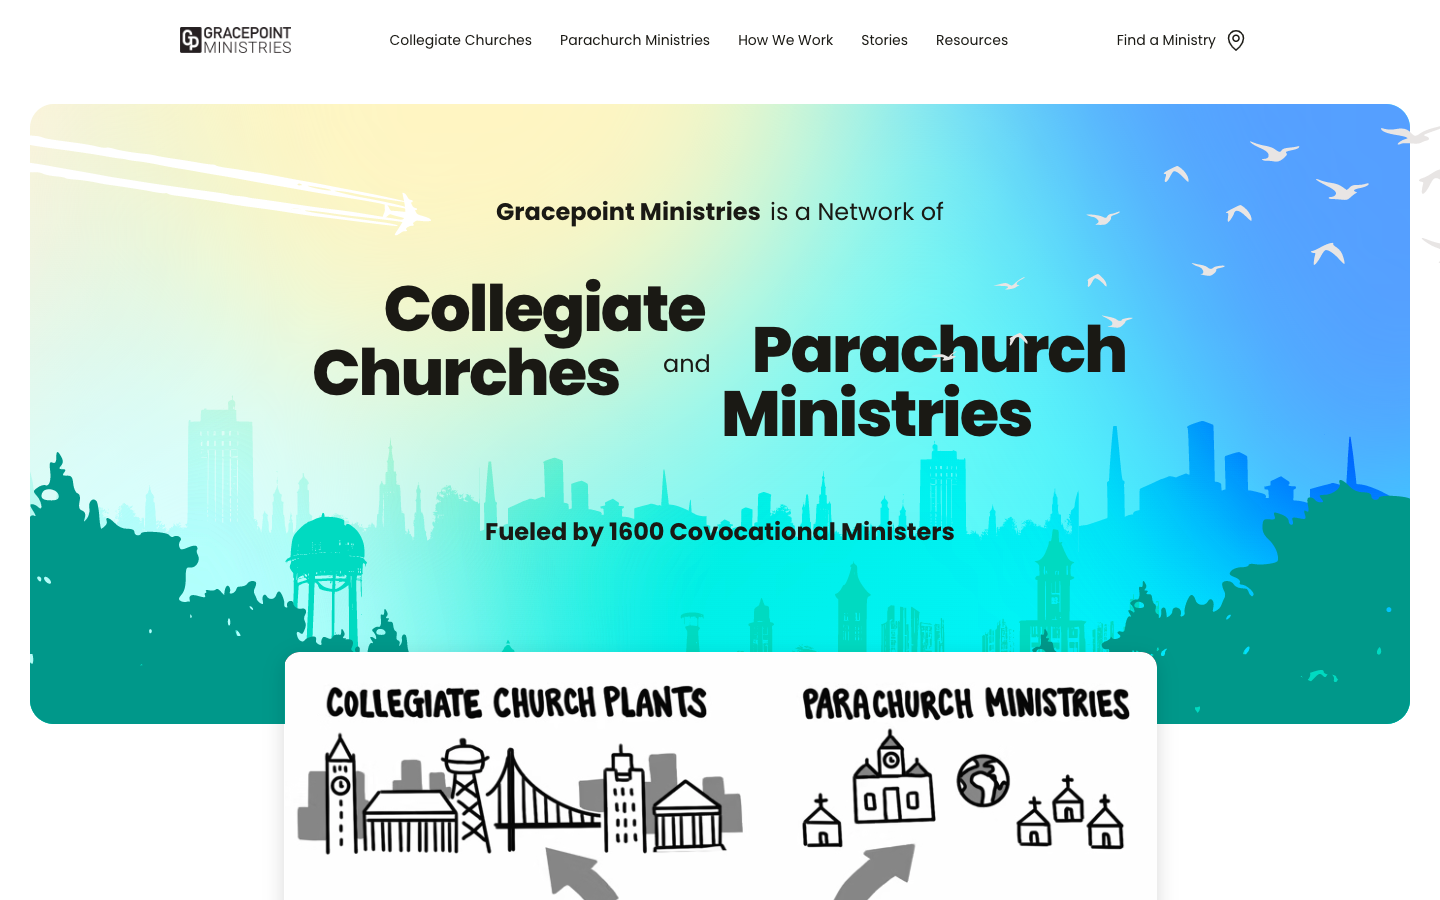 GP GRACEPOINT
MINISTRIES
Collegiate Churches Parachurch Ministries How We Work Stories Resources Find a Ministry
Gracepoint Ministries is a Network of
Collegiate
Churches
and
Parachurch
Ministries
Fueled by 1600 Covocational Ministers
COLLEGIATE CHURCH PLANTS
PARACHURCH MINISTRIES